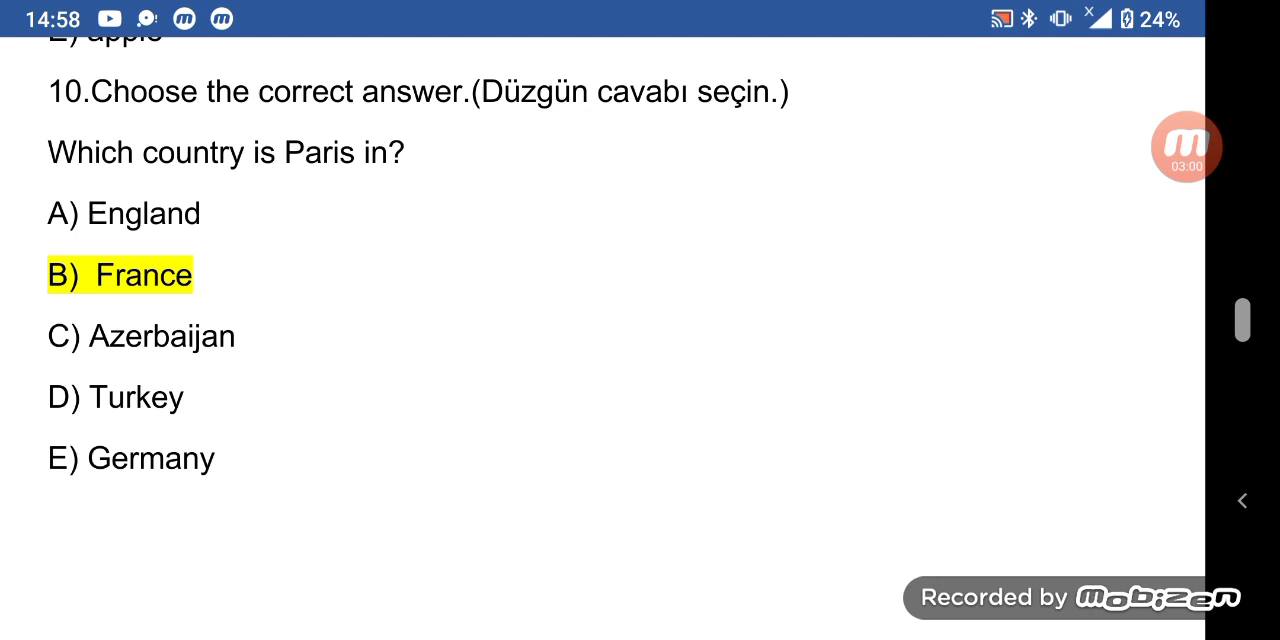 14:58 24%
E) apple
10.Choose the correct answer.(Düzgün cavabı seçin.)
Which country is Paris in?
03:00
A) England
B) France
C) Azerbaijan
D) Turkey
E) Germany
Recorded by mobizen